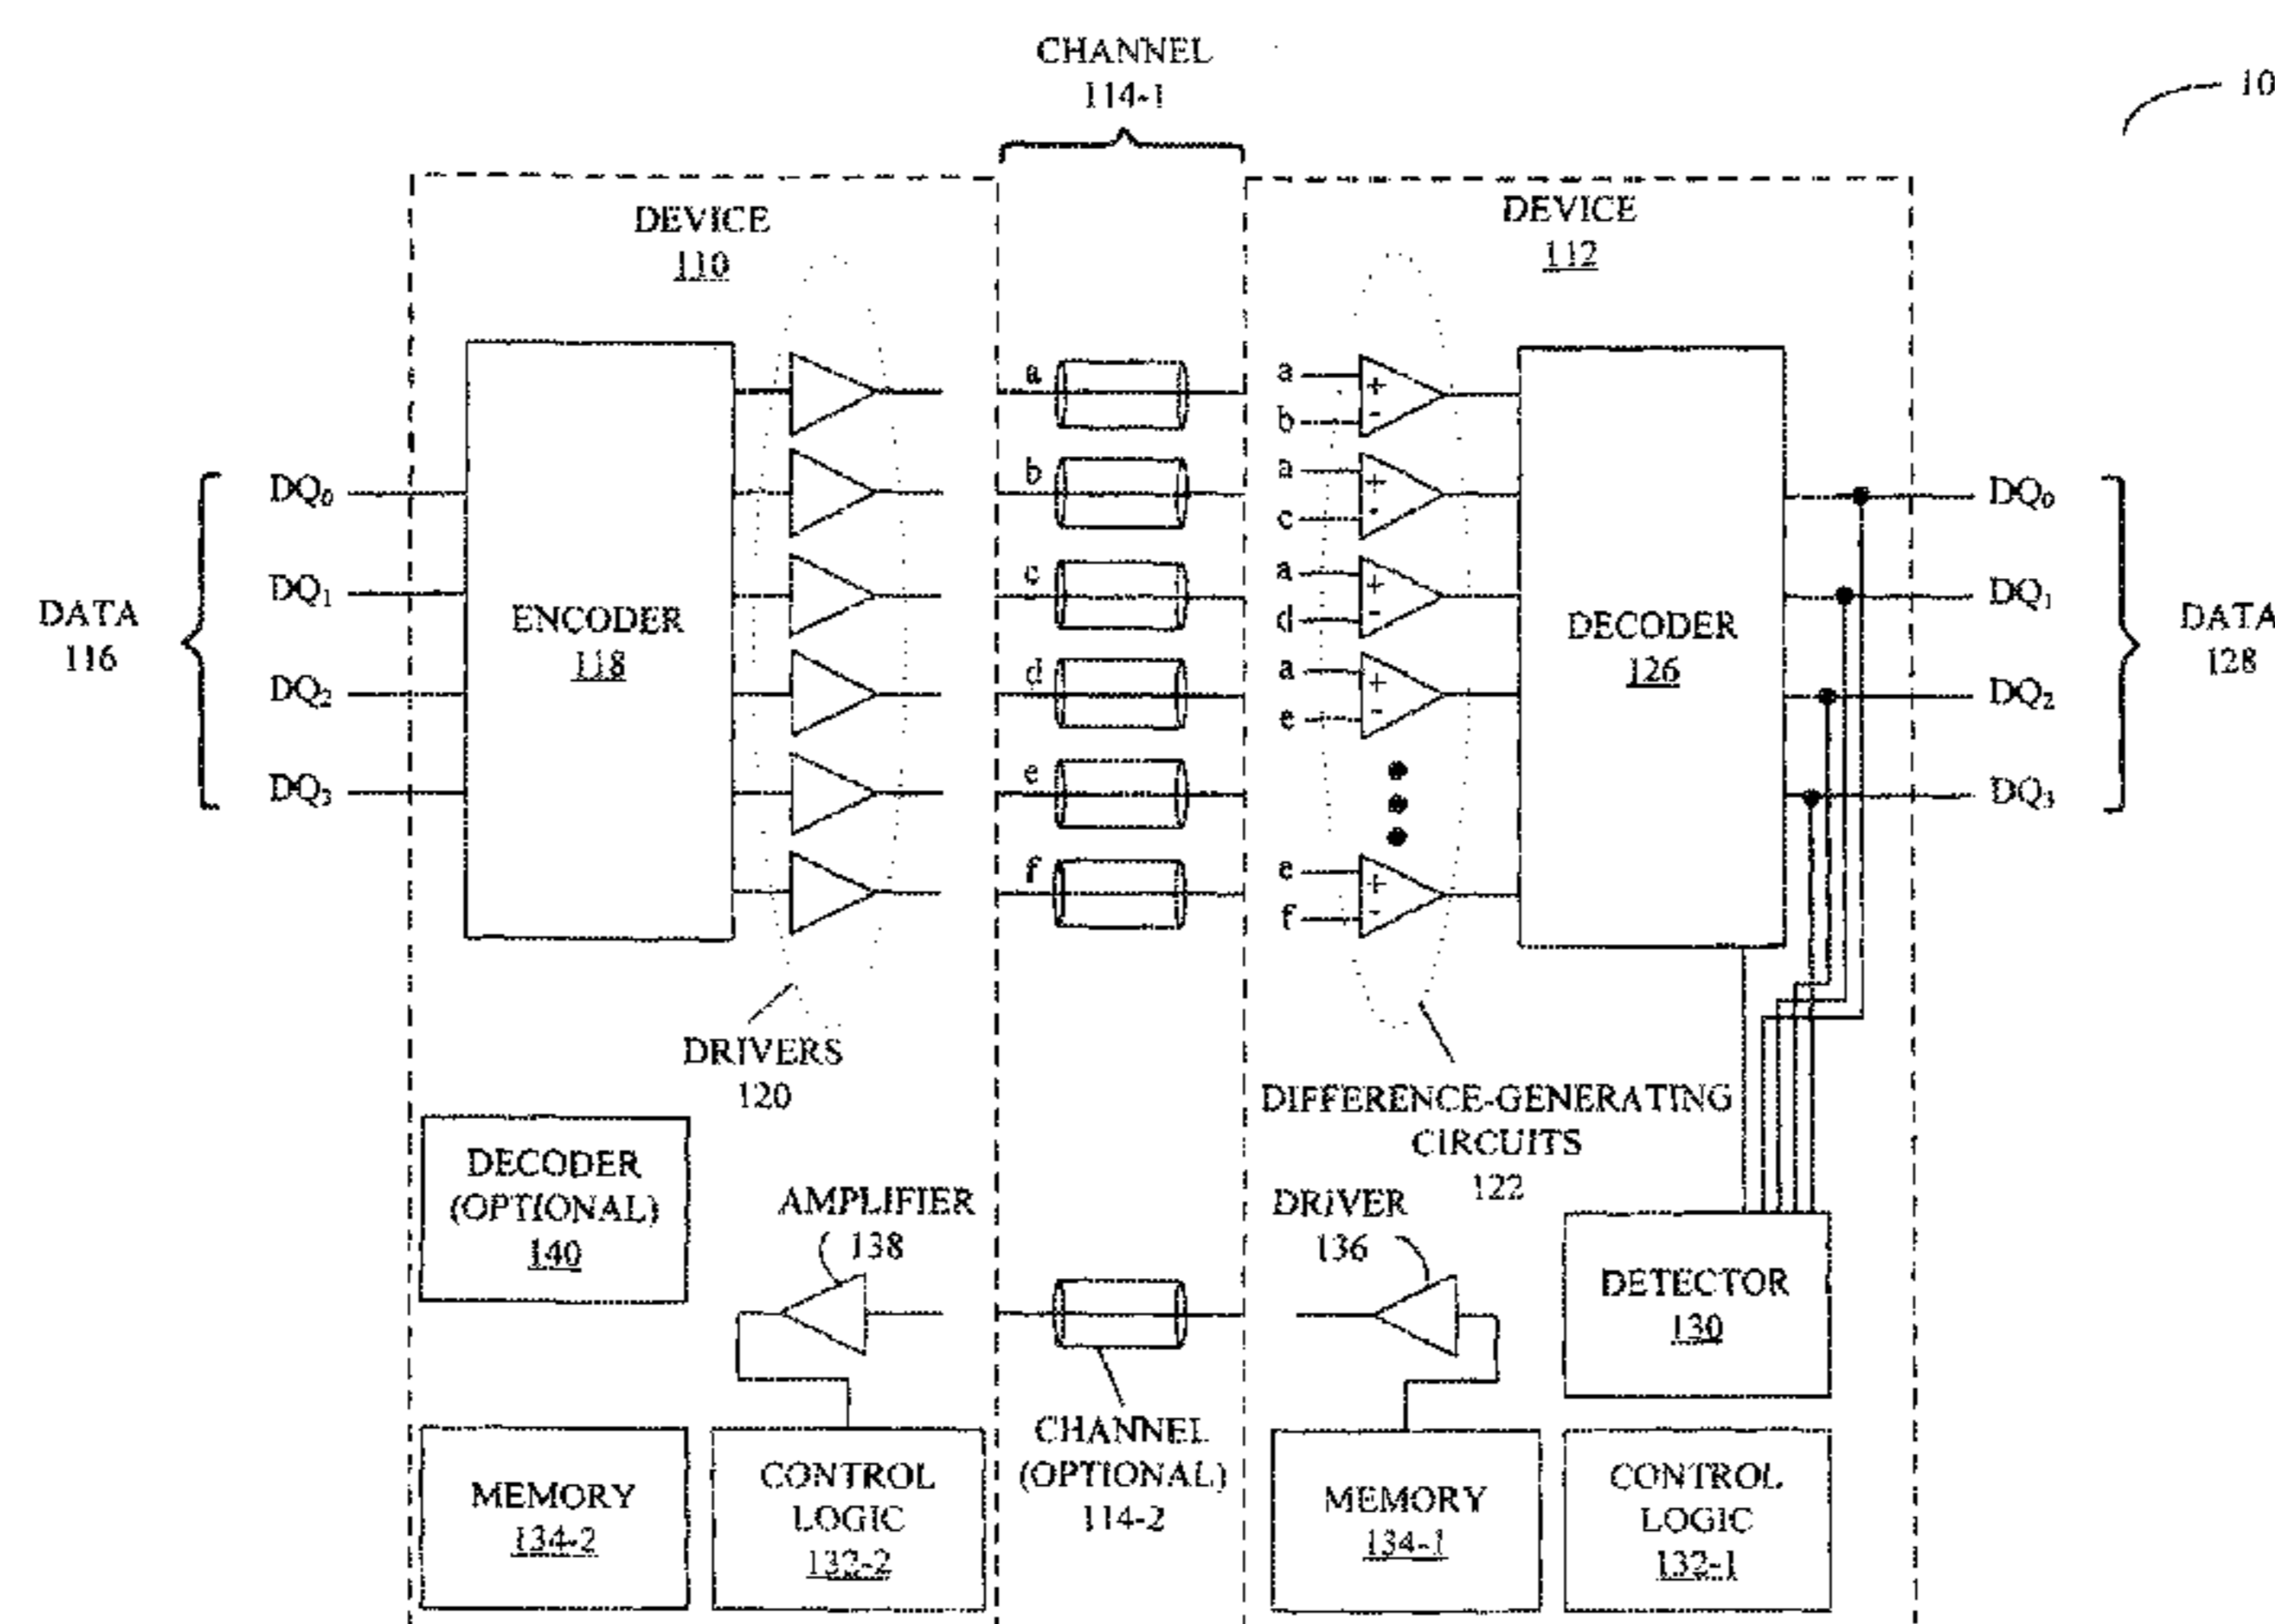 CHANNEL
114-1
10
DEVICE
110
DEVICE
112
a
b
c
d
e
f
a
+
b
-
a
+
c
-
a
+
d
-
a
+
e
-
e
+
f
-
DATA
116
DQ0
DQ1
DQ2
DQ3
ENCODER
118
DECODER
126
DQ0
DQ1
DQ2
DQ3
DATA
128
DRIVERS
120
DIFFERENCE-GENERATING
CIRCUITS
122
DECODER
(OPTIONAL)
140
AMPLIFIER
138
DRIVER
136
DETECTOR
130
CHANNEL
(OPTIONAL)
114-2
MEMORY
134-2
CONTROL
LOGIC
132-2
MEMORY
134-1
CONTROL
LOGIC
132-1